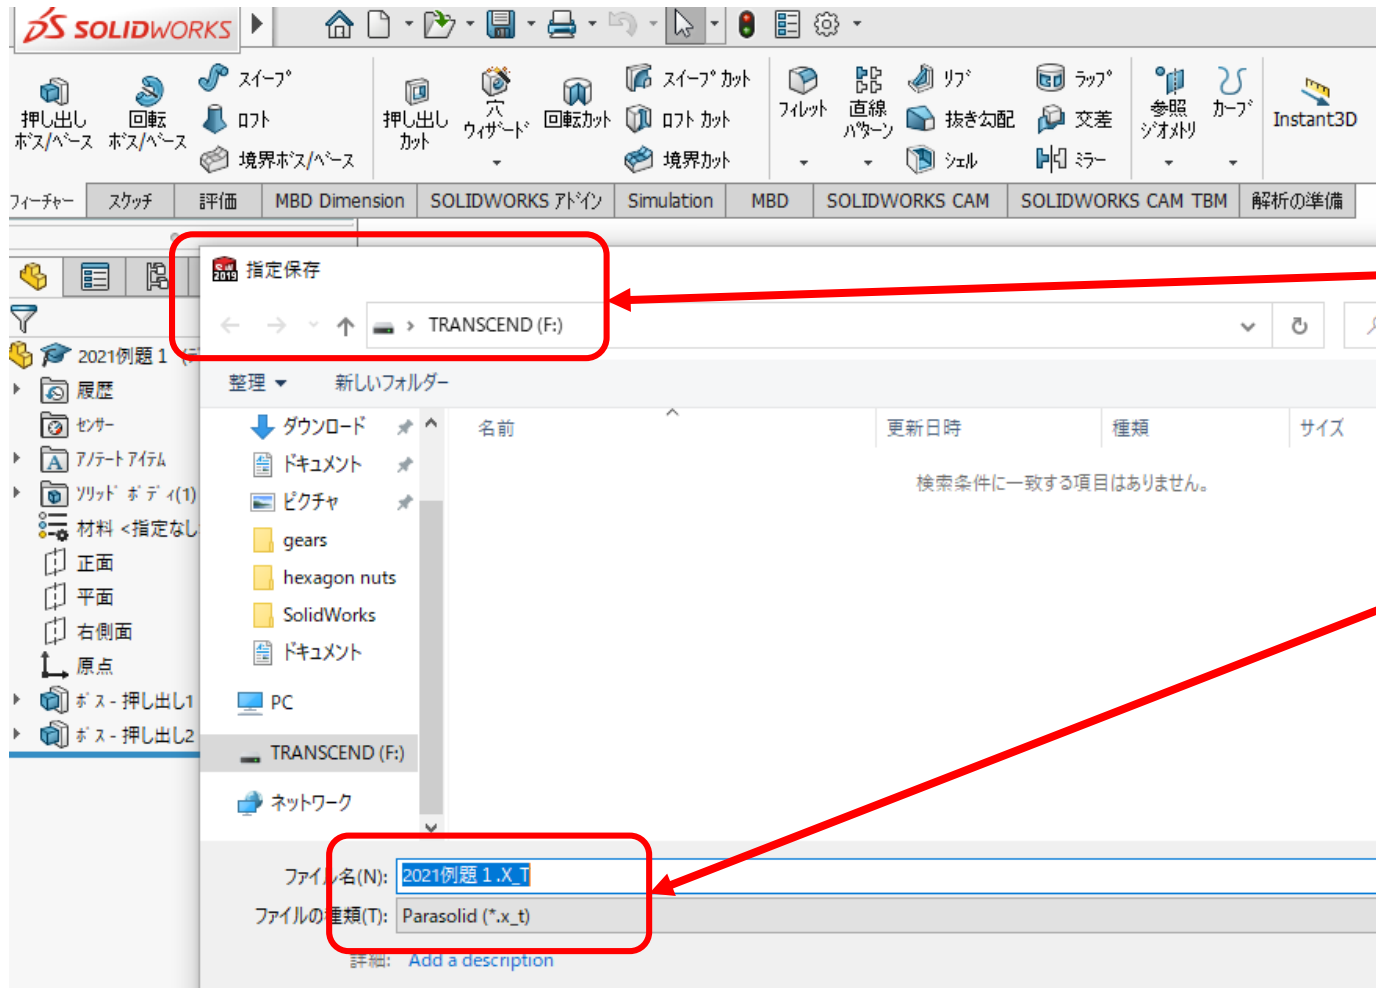 SOLIDWORKS
押し出し ボス/ベース
回転 ボス/ベース
スイープ
ロフト
境界ボス/ベース
押し出し カット
穴 ウィザード
回転カット
スイープ カット
ロフト カット
境界カット
フィレット
直線 パターン
リブ
抜き勾配
シェル
ラップ
交差
ミラー
参照 ジオメトリ
カーブ
Instant3D
フィーチャー
スケッチ
評価
MBD Dimension
SOLIDWORKS アドイン
Simulation
MBD
SOLIDWORKS CAM
SOLIDWORKS CAM TBM
解析の準備
SW 2019
指定保存
TRANSCEND (F:)
2021例題1 (デ
履歴
センサー
アノテート アイテム
ソリッド ボディ(1)
材料 <指定なし
正面
平面
右側面
原点
ボス - 押し出し1
ボス - 押し出し2
整理
新しいフォルダー
名前
更新日時
種類
サイズ
検索条件に一致する項目はありません。
ダウンロード
ドキュメント
ピクチャ
gears
hexagon nuts
SolidWorks
ドキュメント
PC
TRANSCEND (F:)
ネットワーク
ファイル名(N): 2021例題1.X_T
ファイルの種類(T): Parasolid (*.x_t)
詳細: Add a description